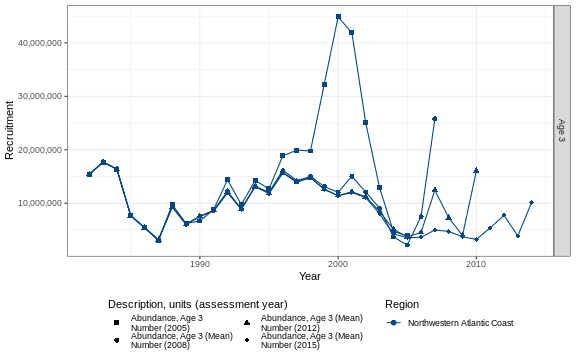 40,000,000
30,000,000
20,000,000
10,000,000
Recruitment
Age 3
1990
2000
2010
Year
Description, units (assessment year)
Abundance, Age 3
Number (2005)
Abundance, Age 3 (Mean)
Number (2008)
Abundance, Age 3 (Mean)
Number (2012)
Abundance, Age 3 (Mean)
Number (2015)
Region
Northwestern Atlantic Coast